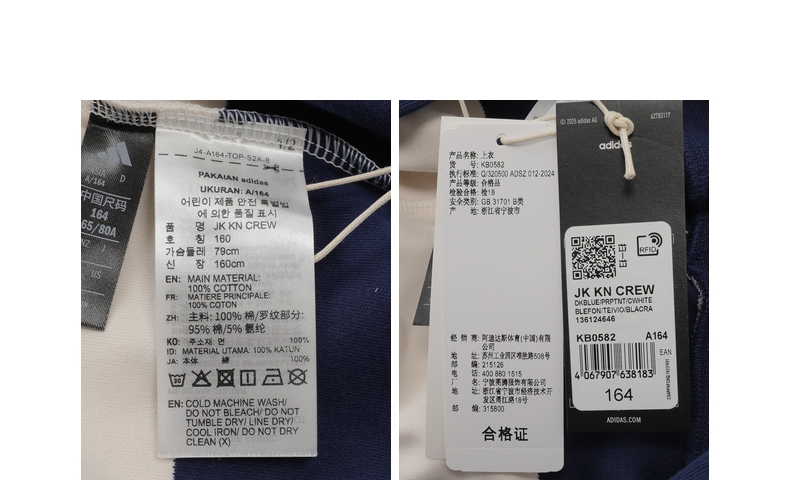 A/164
D
中国尺码
164
65/80A
NZ
US
1/2
J4-A164-TOP-S2A-8
PAKAIAN adidas
UKURAN: A/164
어린이 제품 안전 특별법
에 의한 품질 표시
품 명 JK KN CREW
호 칭 160
가슴둘레 79cm
신 장 160cm
EN: MAIN MATERIAL:
100% COTTON
FR: MATIERE PRINCIPALE:
100% COTON
ZH: 主料: 100% 棉/罗纹部分:
95% 棉/5% 氨纶
KO: 주소재: 면 100%
ID: MATERIAL UTAMA: 100% KATUN
JA: 本体 綿 100%
EN: COLD MACHINE WASH/
DO NOT BLEACH/ DO NOT
TUMBLE DRY/ LINE DRY/
COOL IRON/ DO NOT DRY
CLEAN (X)
产品名称: 上衣
货 号: KB0582
执行标准: Q/320500 ADSZ 012-2024
产品等级: 合格品
检验合格: 检18
安全类别: GB 31701 B类
产 地: 浙江省宁波市
经 销 商: 阿迪达斯体育(中国)有限
公司
地 址: 苏州工业园区港胜路508号
邮 编: 215126
电 话: 400 880 1515
厂 名: 宁波甬腾服饰有限公司
地 址: 浙江省宁波市经济技术开
发区甬江路18号
邮 编: 315800
合格证
© 2025 adidas AG
62783117
adidas
RFID
JK KN CREW
DKBLUE/PRPTNT/CWHITE
BLEFON/TEIVIO/BLACRA
136124646
KB0582 A164
EAN
4 067907 638183
164
ADIDAS.COM